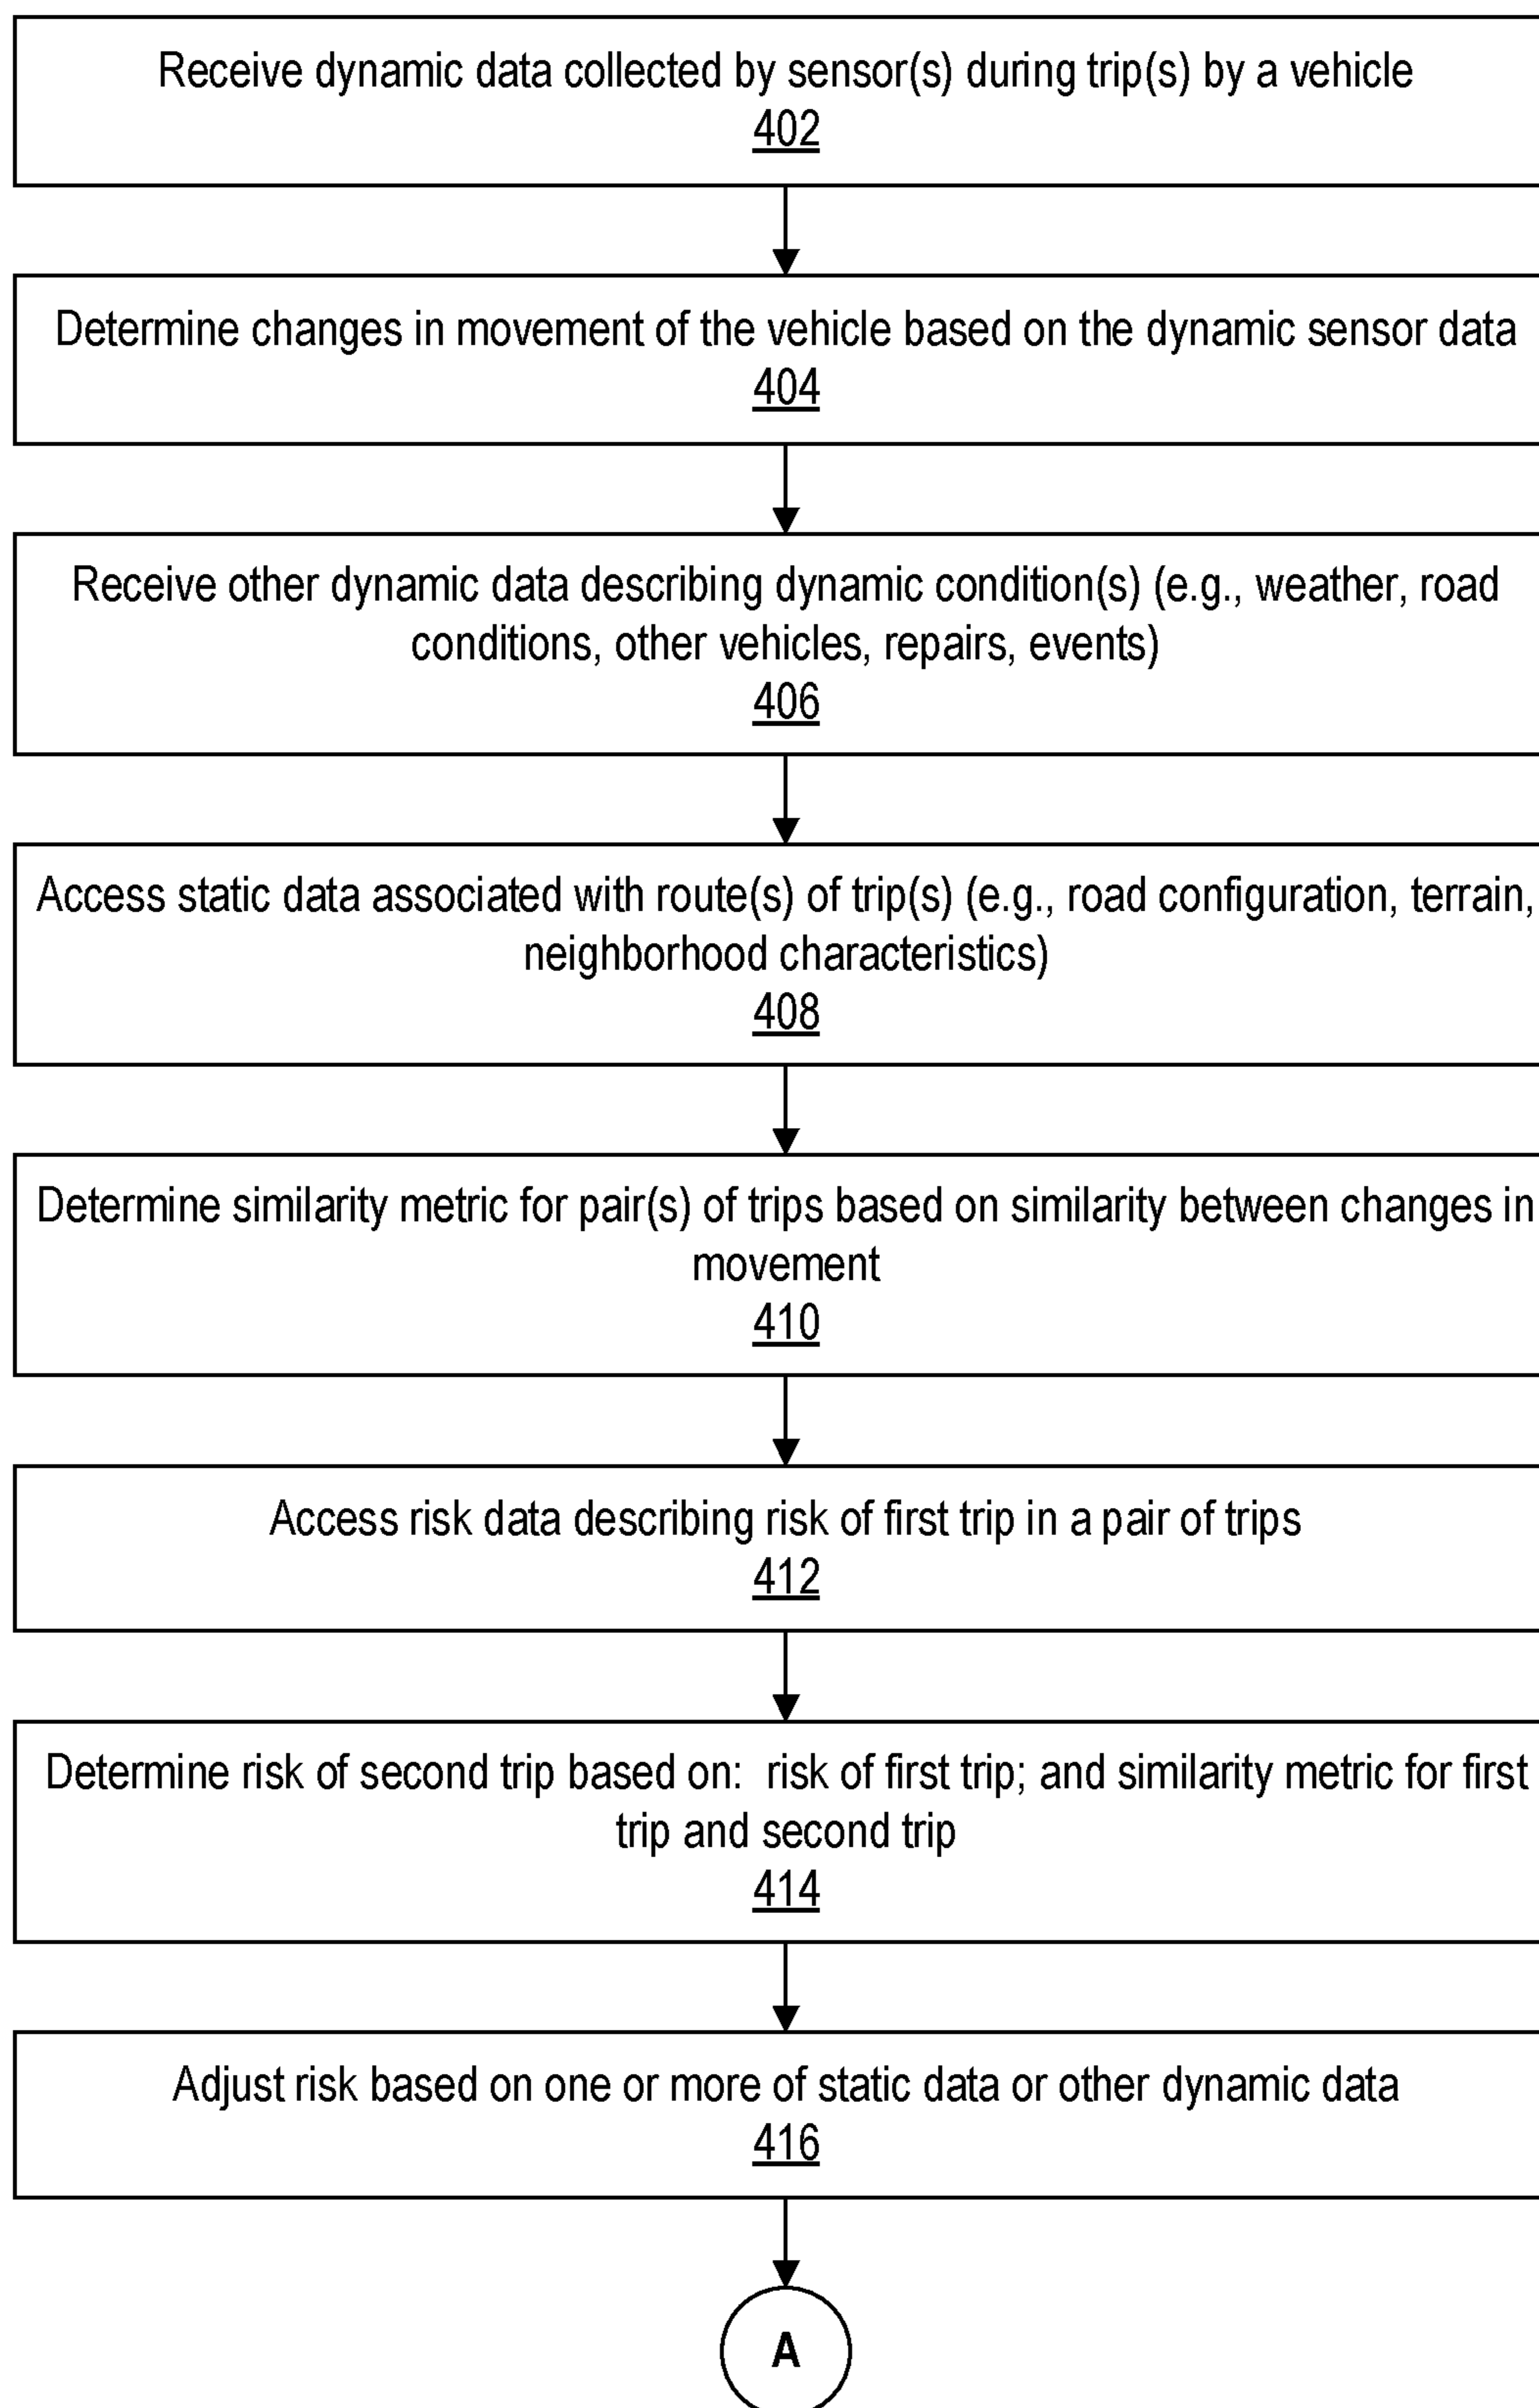 Receive dynamic data collected by sensor(s) during trip(s) by a vehicle
402
Determine changes in movement of the vehicle based on the dynamic sensor data
404
Receive other dynamic data describing dynamic condition(s) (e.g., weather, road
conditions, other vehicles, repairs, events)
406
Access static data associated with route(s) of trip(s) (e.g., road configuration, terrain,
neighborhood characteristics)
408
Determine similarity metric for pair(s) of trips based on similarity between changes in
movement
410
Access risk data describing risk of first trip in a pair of trips
412
Determine risk of second trip based on:  risk of first trip; and similarity metric for first
trip and second trip
414
Adjust risk based on one or more of static data or other dynamic data
416
A